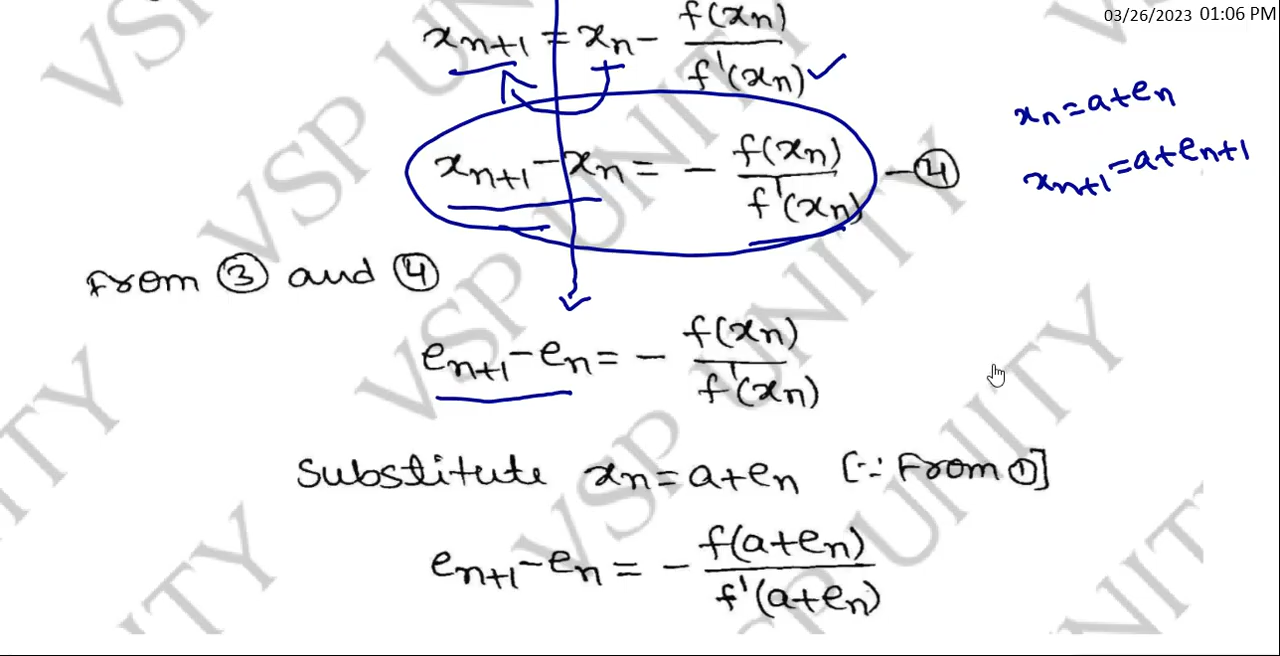 03/26/2023 01:06 PM
xₙ₊₁ = xₙ - f(xₙ)/f'(xₙ) ✓
xₙ = a+eₙ
xₙ₊₁ = a+eₙ₊₁
xₙ₊₁ - xₙ = - f(xₙ)/f'(xₙ) - ④
From ③ and ④
eₙ₊₁ - eₙ = - f(xₙ)/f'(xₙ)
Substitute xₙ = a+eₙ [∵ From ①]
eₙ₊₁ - eₙ = - f(a+eₙ)/f'(a+eₙ)
VSP UNITY